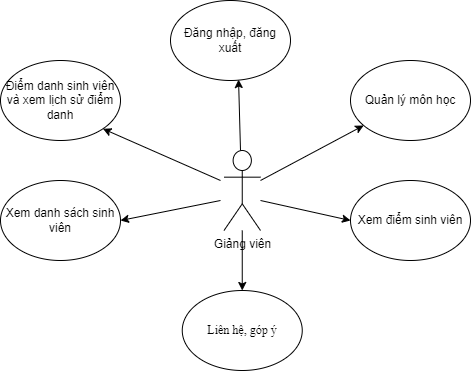 Đăng nhập, đăng
xuất
Điểm danh sinh viên
và xem lịch sử điểm
danh
Quản lý môn học
Xem danh sách sinh
viên
Xem điểm sinh viên
Giảng viên
Liên hệ, góp ý